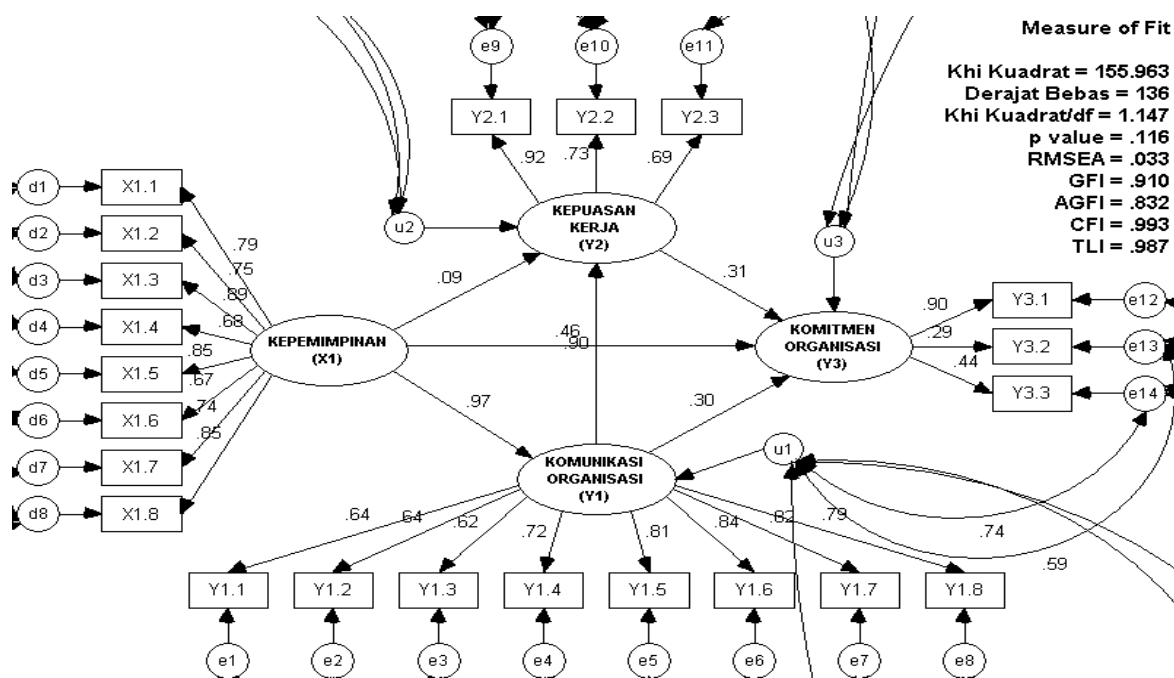 Measure of Fit
Khi Kuadrat = 155.963
Derajat Bebas = 136
Khi Kuadrat/df = 1.147
p value = .116
RMSEA = .033
GFI = .910
AGFI = .832
CFI = .993
TLI = .987
e9
e10
e11
Y2.1
Y2.2
Y2.3
.92
.73
.69
KEPUASAN
KERJA
(Y2)
u2
u3
d1
X1.1
d2
X1.2
d3
X1.3
d4
X1.4
d5
X1.5
d6
X1.6
d7
X1.7
d8
X1.8
.79
.75
.89
.68
.85
.67
.74
.85
KEPEMIMPINAN
(X1)
.09
.31
.46
.90
.97
.30
KOMITMEN
ORGANISASI
(Y3)
.90
.29
.44
Y3.1
e12
Y3.2
e13
Y3.3
e14
KOMUNIKASI
ORGANISASI
(Y1)
u1
.64
.64
.62
.72
.81
.84
.82
.79
.74
.59
Y1.1
Y1.2
Y1.3
Y1.4
Y1.5
Y1.6
Y1.7
Y1.8
e1
e2
e3
e4
e5
e6
e7
e8